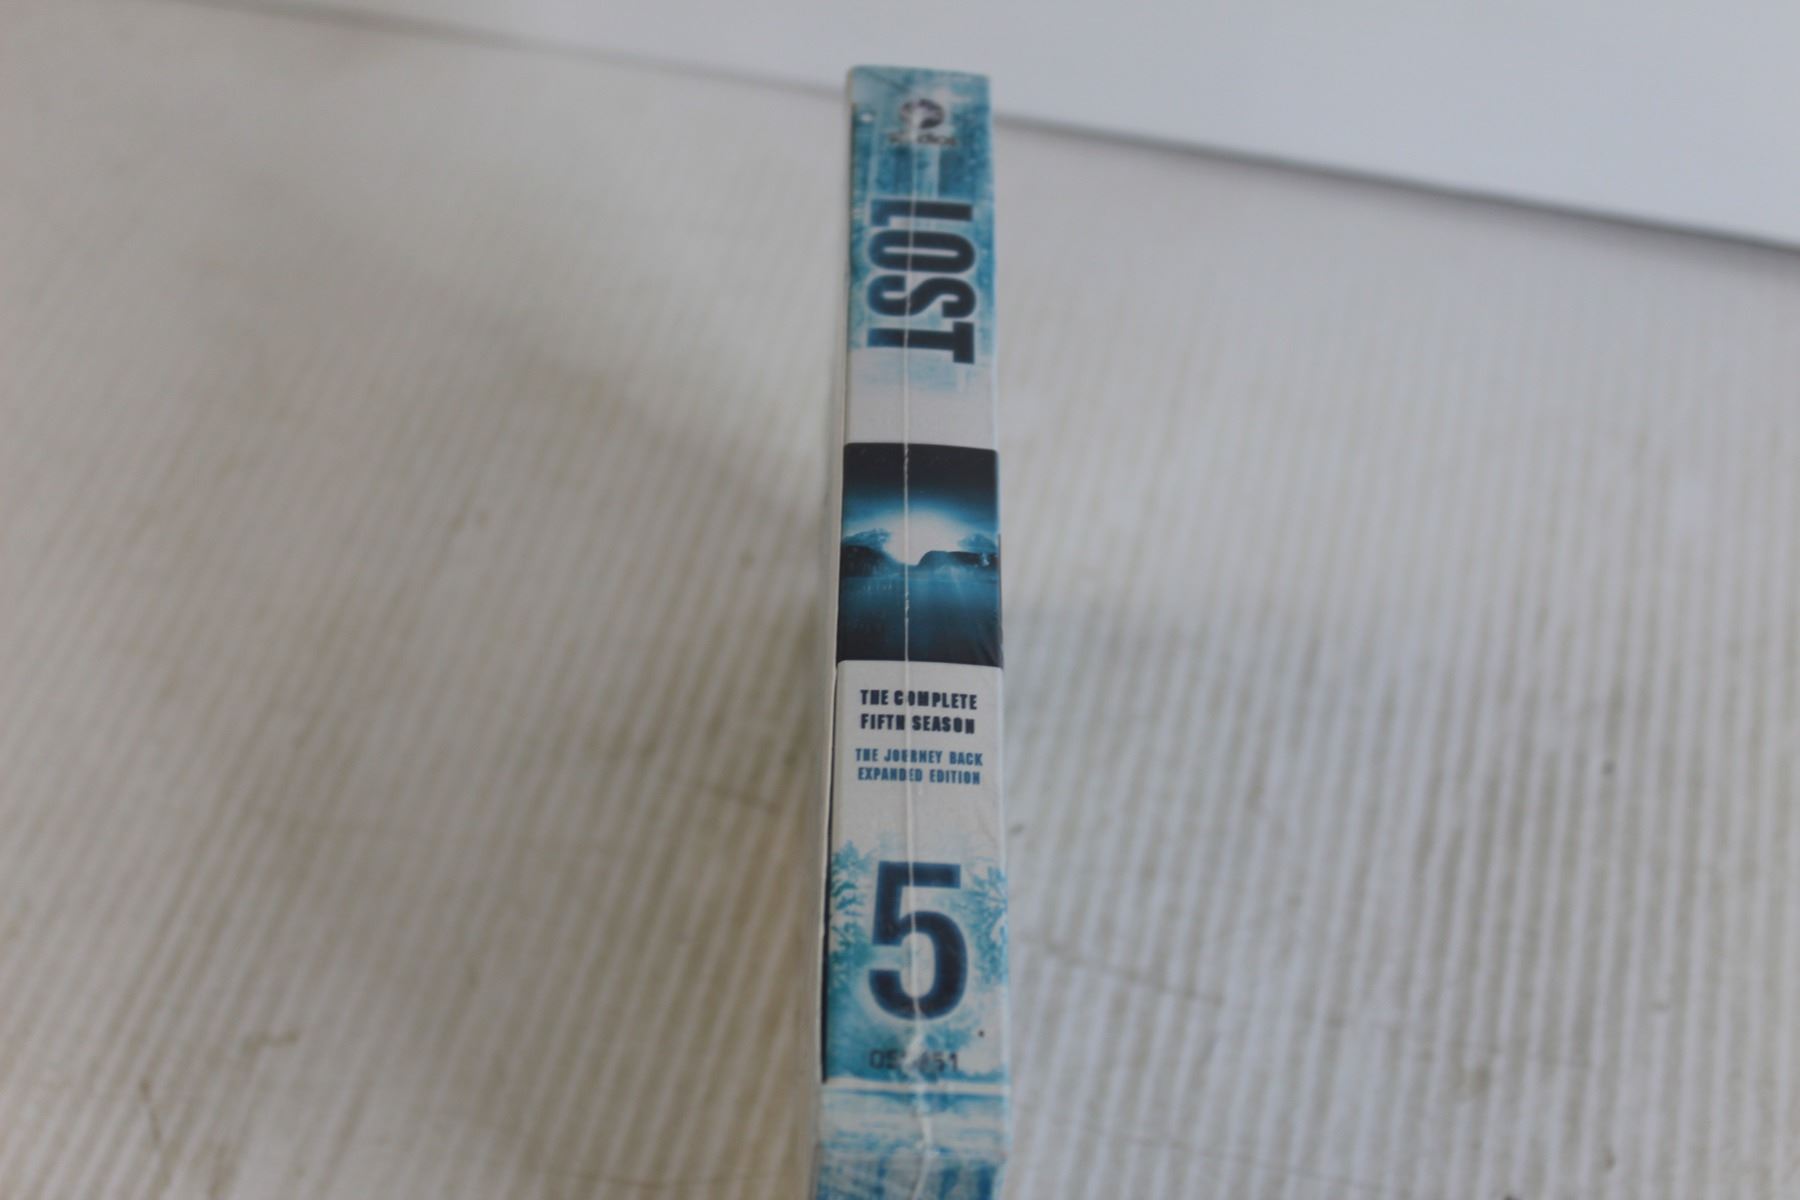 LOST
THE COMPLETE
FIFTH SEASON
THE JOURNEY BACK
EXPANDED EDITION
5